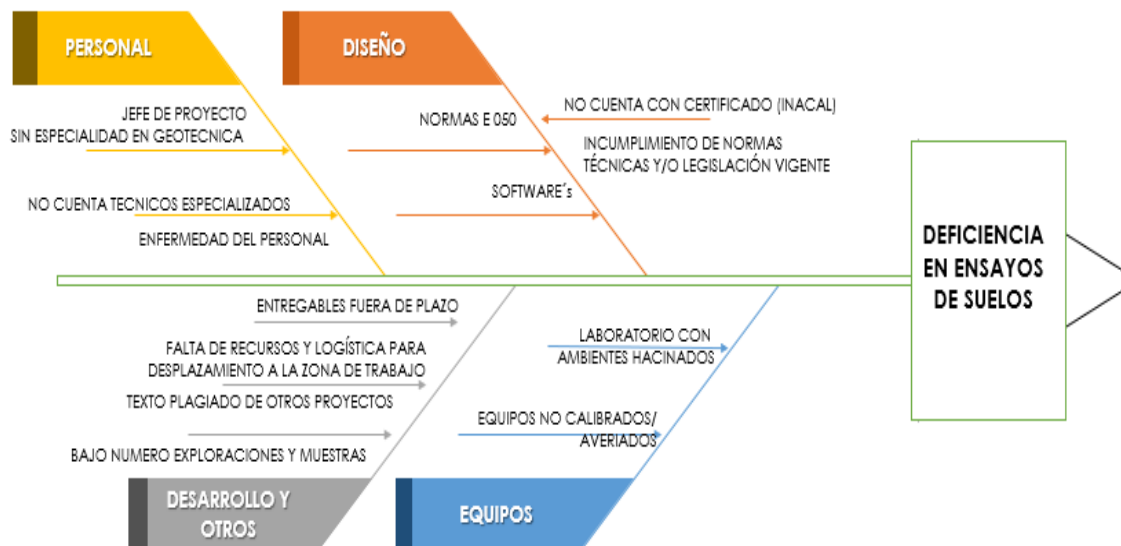 PERSONAL
DISEÑO
JEFE DE PROYECTO
SIN ESPECIALIDAD EN GEOTECNICA
NO CUENTA TECNICOS ESPECIALIZADOS
ENFERMEDAD DEL PERSONAL
NORMAS E 050
SOFTWARE´s
NO CUENTA CON CERTIFICADO (INACAL)
INCUMPLIMIENTO DE NORMAS
TÉCNICAS Y/O LEGISLACIÓN VIGENTE
DEFICIENCIA
EN ENSAYOS
DE SUELOS
ENTREGABLES FUERA DE PLAZO
FALTA DE RECURSOS Y LOGÍSTICA PARA
DESPLAZAMIENTO A LA ZONA DE TRABAJO
TEXTO PLAGIADO DE OTROS PROYECTOS
BAJO NUMERO EXPLORACIONES Y MUESTRAS
LABORATORIO CON
AMBIENTES HACINADOS
EQUIPOS NO CALIBRADOS/
AVERIADOS
DESARROLLO Y
OTROS
EQUIPOS